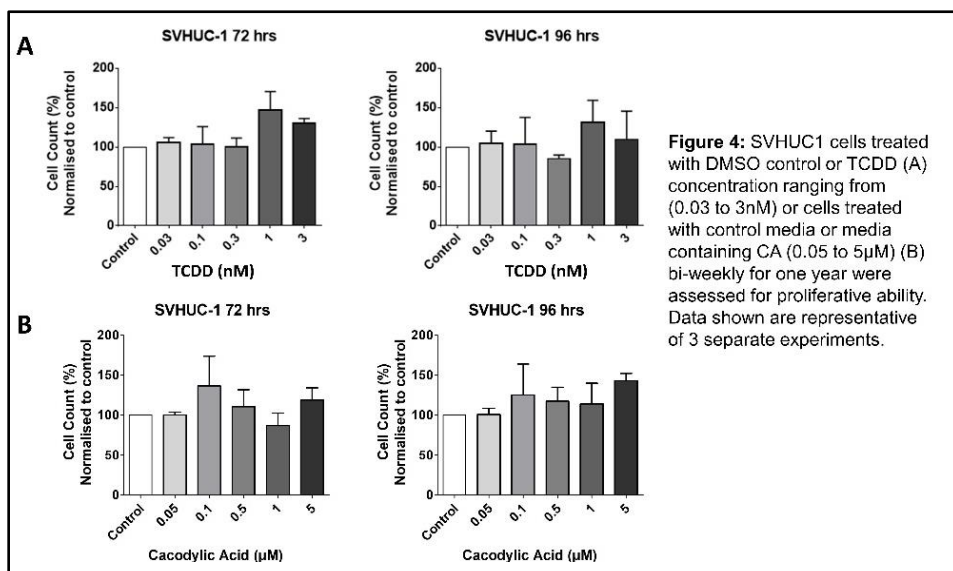 A
SVHUC-1 72 hrs
Cell Count (%)
Normalised to control
200
150
100
50
0
Control
0.03
0.1
0.3
1
3
TCDD (nM)
SVHUC-1 96 hrs
Cell Count (%)
Normalised to control
200
150
100
50
0
Control
0.03
0.1
0.3
1
3
TCDD (nM)
B
SVHUC-1 72 hrs
Cell Count (%)
Normalised to control
200
150
100
50
0
Control
0.05
0.1
0.5
1
5
Cacodylic Acid (µM)
SVHUC-1 96 hrs
Cell Count (%)
Normalised to control
200
150
100
50
0
Control
0.05
0.1
0.5
1
5
Cacodylic Acid (µM)
Figure 4: SVHUC1 cells treated
with DMSO control or TCDD (A)
concentration ranging from
(0.03 to 3nM) or cells treated
with control media or media
containing CA (0.05 to 5µM) (B)
bi-weekly for one year were
assessed for proliferative ability.
Data shown are representative
of 3 separate experiments.